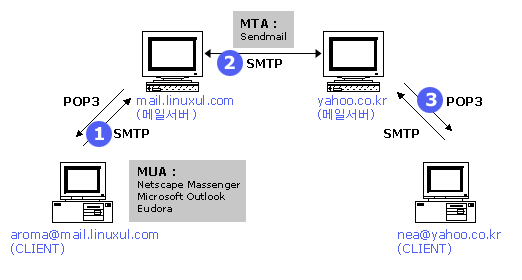 MTA :
Sendmail
2
SMTP
mail.linuxul.com
(메일서버)
yahoo.co.kr
(메일서버)
POP3
1
SMTP
3
POP3
SMTP
MUA :
Netscape Massenger
Microsoft Outlook
Eudora
aroma@mail.linuxul.com
(CLIENT)
nea@yahoo.co.kr
(CLIENT)